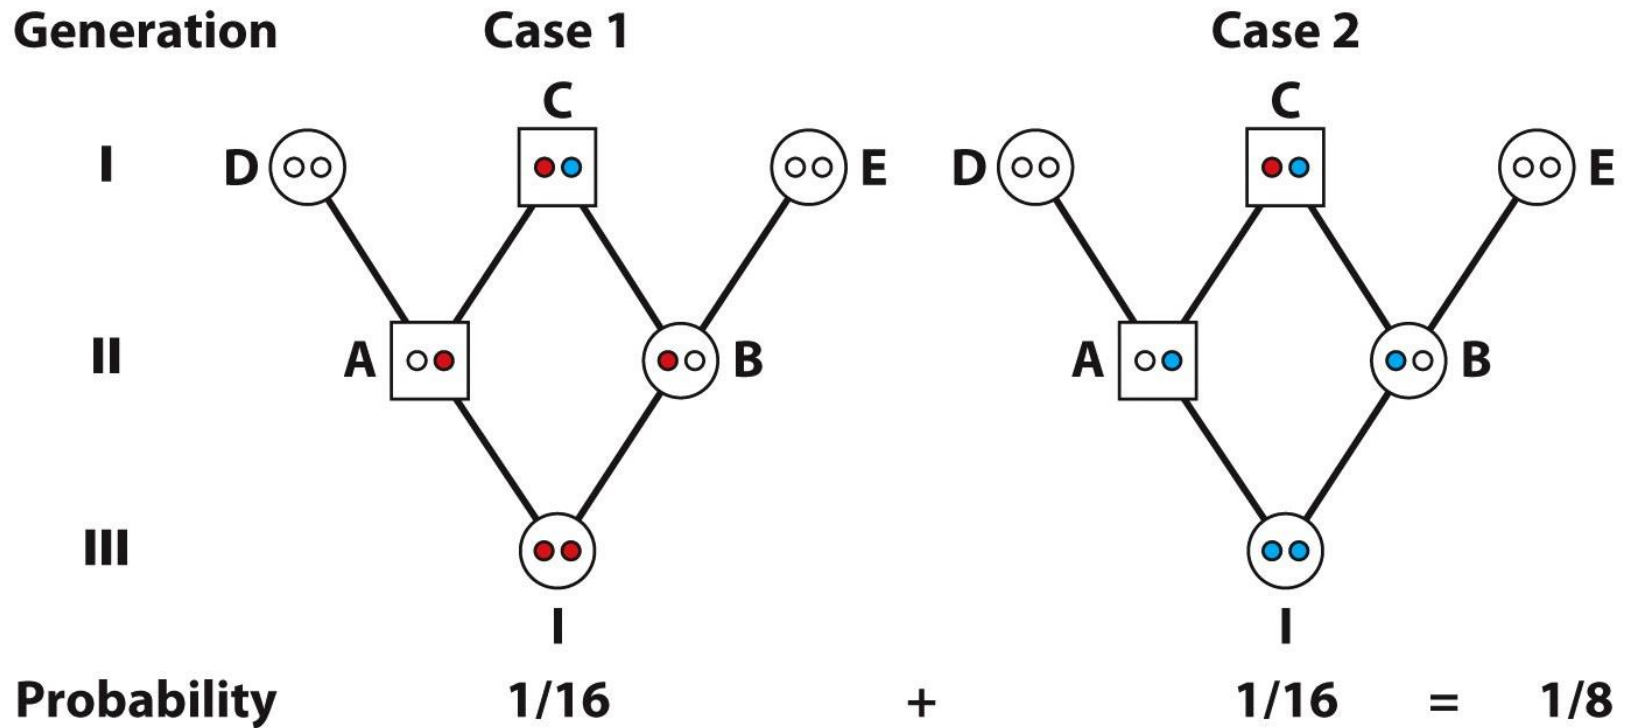 Generation Case 1 Case 2
C C
I D E D E
II A B A B
III
I I
Probability 1/16 + 1/16 = 1/8